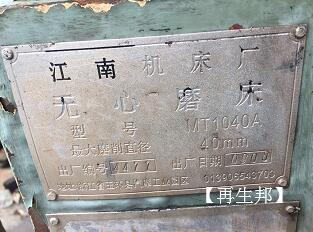 江南机床厂
无心磨床
型号 MT1040A
最大磨削直径 40mm
出厂编号 出厂日期
013906543703
【再生邦】